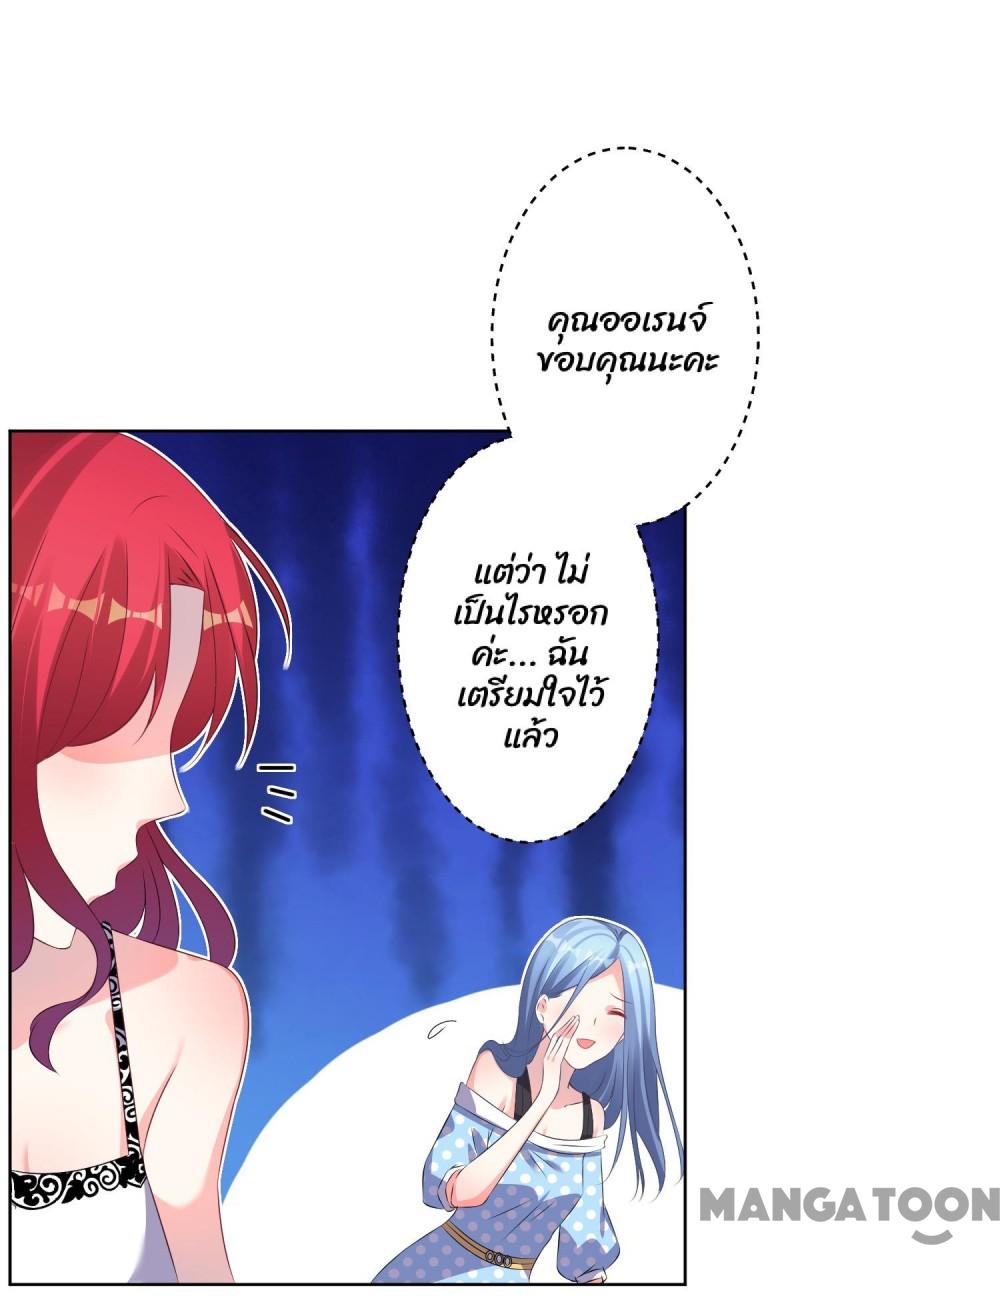 คุณออเรนจ์
ขอบคุณนะคะ
แต่ว่า ไม่
เป็นไรหรอก
ค่ะ... ฉัน
เตรียมใจไว้
แล้ว
MANGATOON